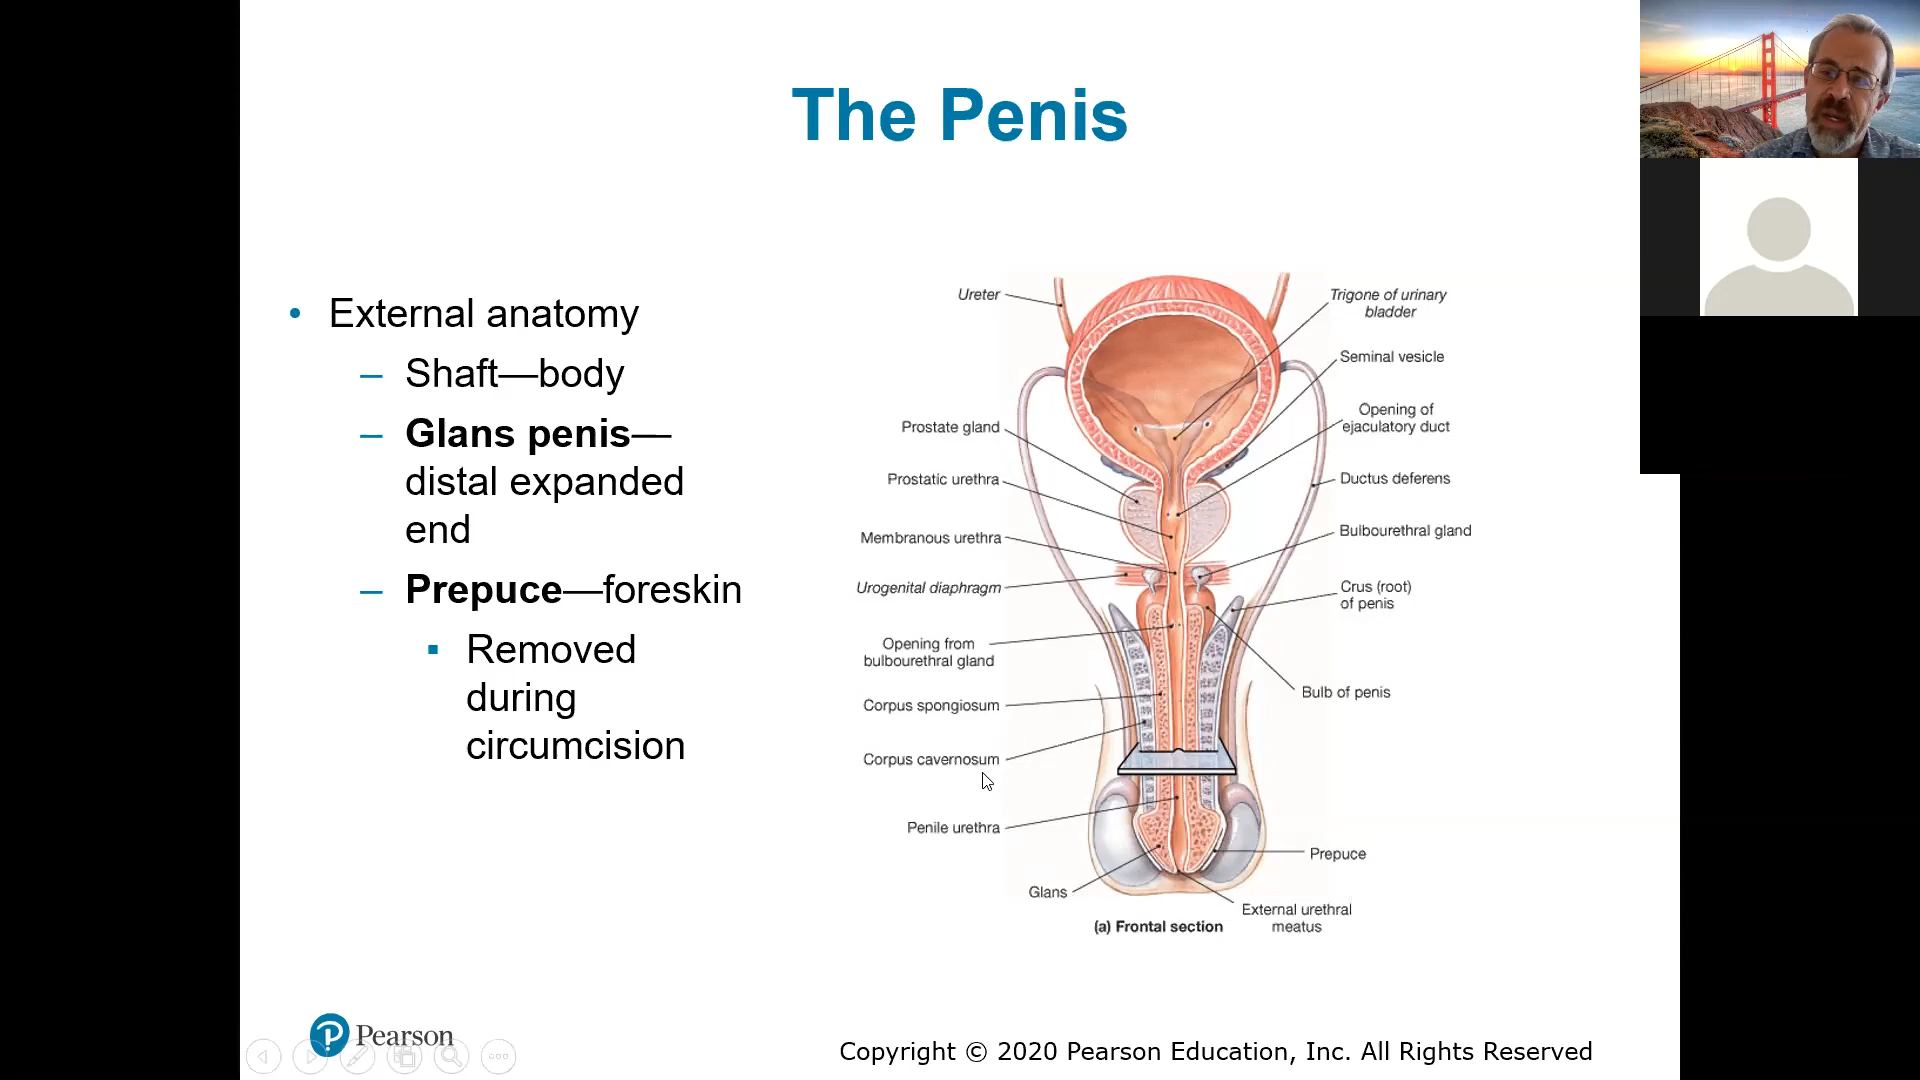 The Penis
• External anatomy
– Shaft—body
– Glans penis—
distal expanded
end
– Prepuce—foreskin
▪ Removed
during
circumcision
Ureter
Prostate gland
Prostatic urethra
Membranous urethra
Urogenital diaphragm
Opening from
bulbourethral gland
Corpus spongiosum
Corpus cavernosum
Penile urethra
Glans
Trigone of urinary
bladder
Seminal vesicle
Opening of
ejaculatory duct
Ductus deferens
Bulbourethral gland
Crus (root)
of penis
Bulb of penis
Prepuce
External urethral
meatus
(a) Frontal section
Pearson
Copyright © 2020 Pearson Education, Inc. All Rights Reserved